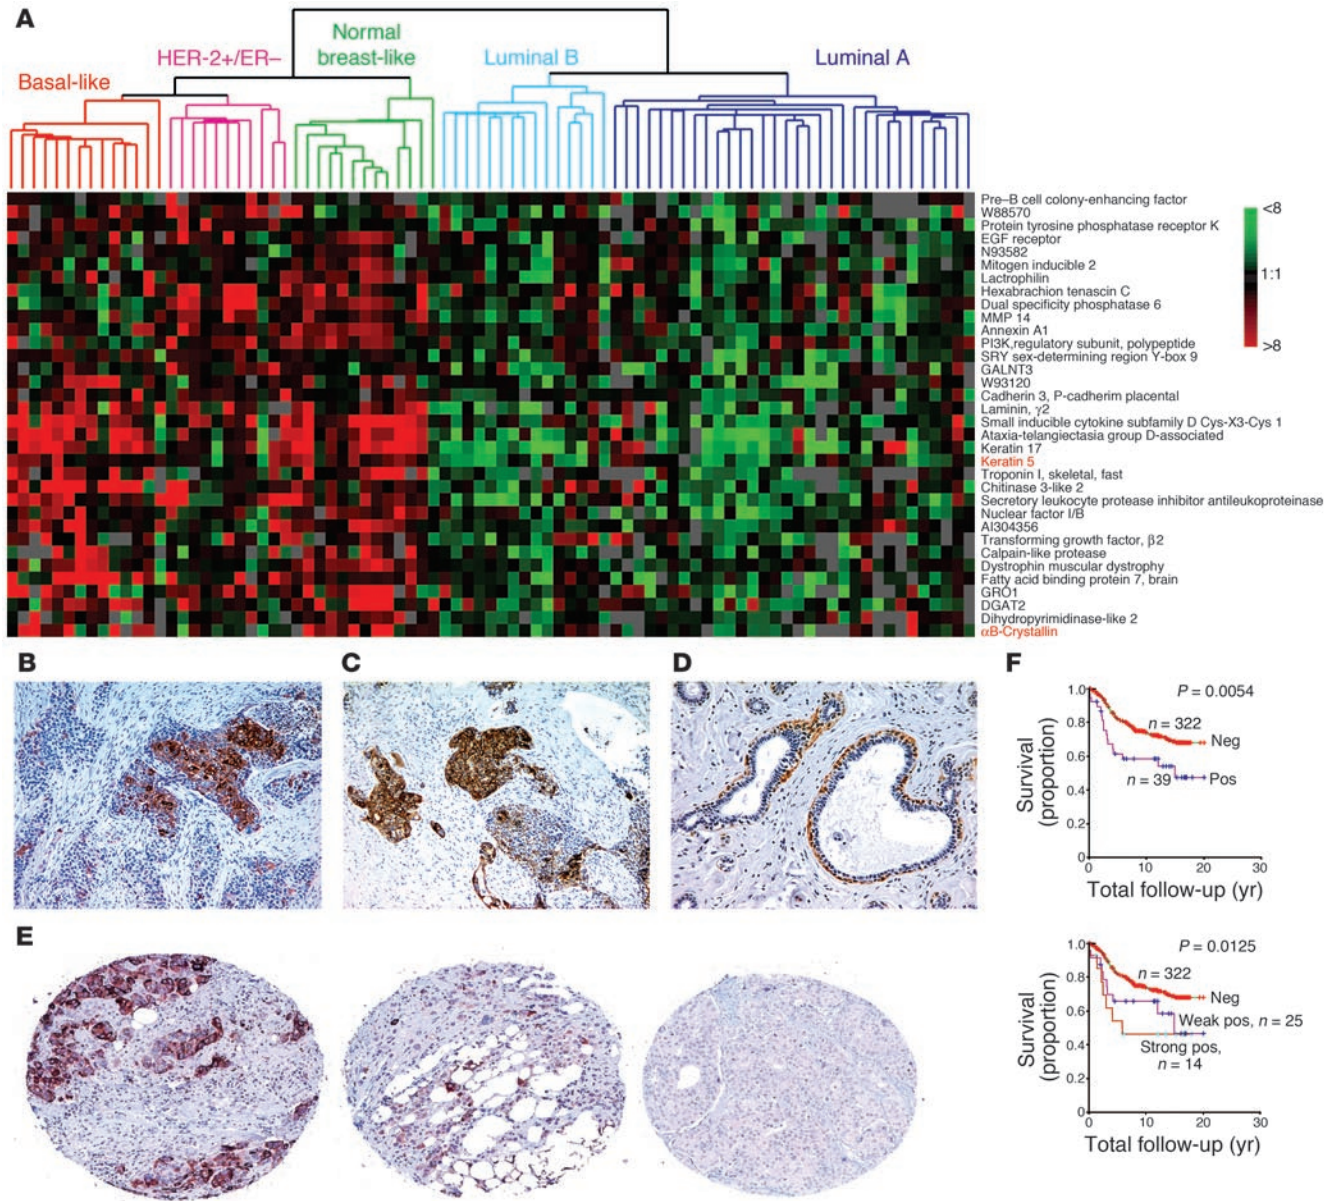 A
Basal-like
HER-2+/ER–
Normal
breast-like
Luminal B
Luminal A
Pre–B cell colony-enhancing factor
W88570
Protein tyrosine phosphatase receptor K
EGF receptor
N93582
Mitogen inducible 2
Lactrophilin
Hexabrachion tenascin C
Dual specificity phosphatase 6
MMP 14
Annexin A1
PI3K,regulatory subunit, polypeptide
SRY sex-determining region Y-box 9
GALNT3
W93120
Cadherin 3, P-cadherim placental
Laminin, γ2
Small inducible cytokine subfamily D Cys-X3-Cys 1
Ataxia-telangiectasia group D-associated
Keratin 17
Keratin 5
Troponin I, skeletal, fast
Chitinase 3-like 2
Secretory leukocyte protease inhibitor antileukoproteinase
Nuclear factor I/B
AI304356
Transforming growth factor, β2
Calpain-like protease
Dystrophin muscular dystrophy
Fatty acid binding protein 7, brain
GRO1
DGAT2
Dihydropyrimidinase-like 2
αB-Crystallin
<8
1:1
>8
B
C
D
E
F
Survival
(proportion)
1.0
0.8
0.6
0.4
0.2
0
P = 0.0054
n = 322
Neg
n = 39
Pos
0
10
20
30
Total follow-up (yr)
Survival
(proportion)
1.0
0.8
0.6
0.4
0.2
0
P = 0.0125
n = 322
Neg
Weak pos, n = 25
Strong pos,
n = 14
0
10
20
30
Total follow-up (yr)